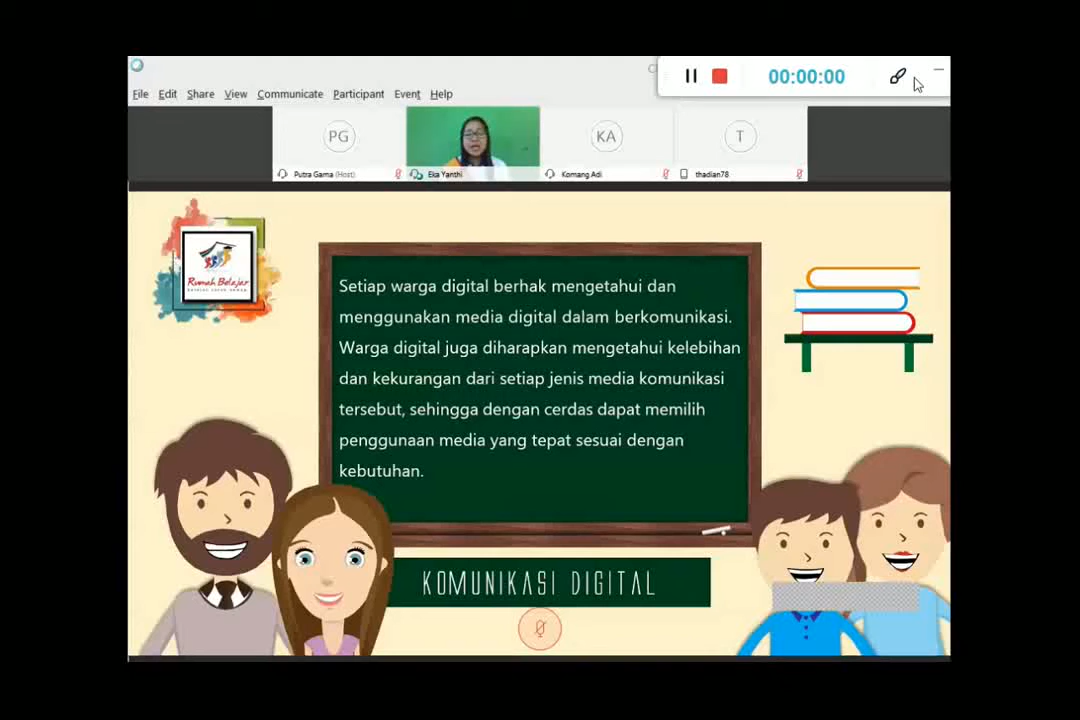 00:00:00
File Edit Share View Communicate Participant Event Help
PG KA T
Putra Gama (Host) Eka Yanthi Komang Adi thadian78
Rumah Belajar
Setiap warga digital berhak mengetahui dan
menggunakan media digital dalam berkomunikasi.
Warga digital juga diharapkan mengetahui kelebihan
dan kekurangan dari setiap jenis media komunikasi
tersebut, sehingga dengan cerdas dapat memilih
penggunaan media yang tepat sesuai dengan
kebutuhan.
KOMUNIKASI DIGITAL